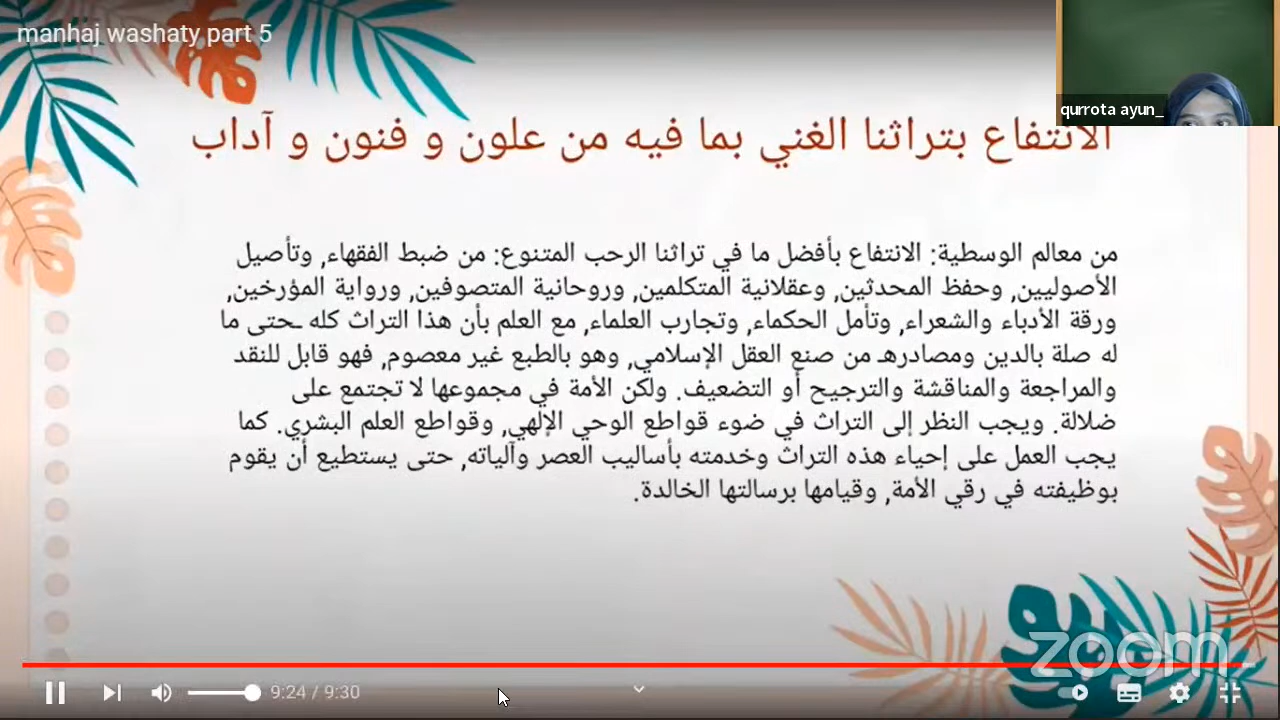 manhaj washaty part 5
qurrota ayun_
الانتفاع بتراثنا الغني بما فيه من علون و فنون و آداب
من معالم الوسطية: الانتفاع بأفضل ما في تراثنا الرحب المتنوع: من ضبط الفقهاء, وتأصيل
الأصوليين, وحفظ المحدثين, وعقلانية المتكلمين, وروحانية المتصوفين, ورواية المؤرخين,
ورقة الأدباء والشعراء, وتأمل الحكماء, وتجارب العلماء, مع العلم بأن هذا التراث كله ـحتى ما
له صلة بالدين ومصادرهـ من صنع العقل الإسلامي, وهو بالطبع غير معصوم, فهو قابل للنقد
والمراجعة والمناقشة والترجيح أو التضعيف. ولكن الأمة في مجموعها لا تجتمع على
ضلالة. ويجب النظر إلى التراث في ضوء قواطع الوحي الإلهي, وقواطع العلم البشري. كما
يجب العمل على إحياء هذه التراث وخدمته بأساليب العصر وآلياته, حتى يستطيع أن يقوم
بوظيفته في رقي الأمة, وقيامها برسالتها الخالدة.
zoom
9:24 / 9:30